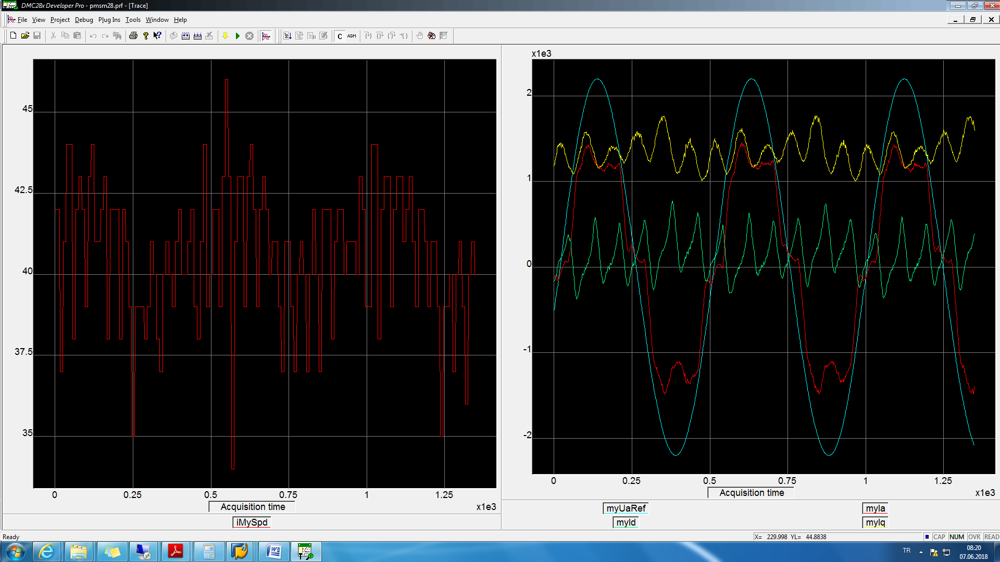 DMC28x Developer Pro - pmsm28.prf - [Trace]
File View Project Debug Plug Ins Tools Window Help
C ASM
45
42.5
40
37.5
35
0 0.25 0.5 0.75 1 1.25
Acquisition time
x1e3
iMySpd
x1e3
2
1
0
-1
-2
0 0.25 0.5 0.75 1 1.25
Acquisition time
x1e3
myUaRef myIa
myId myIq
Ready
X= 229.998 YL= 44.8838
CAP NUM OVR READ
TR
08:20
07.06.2018